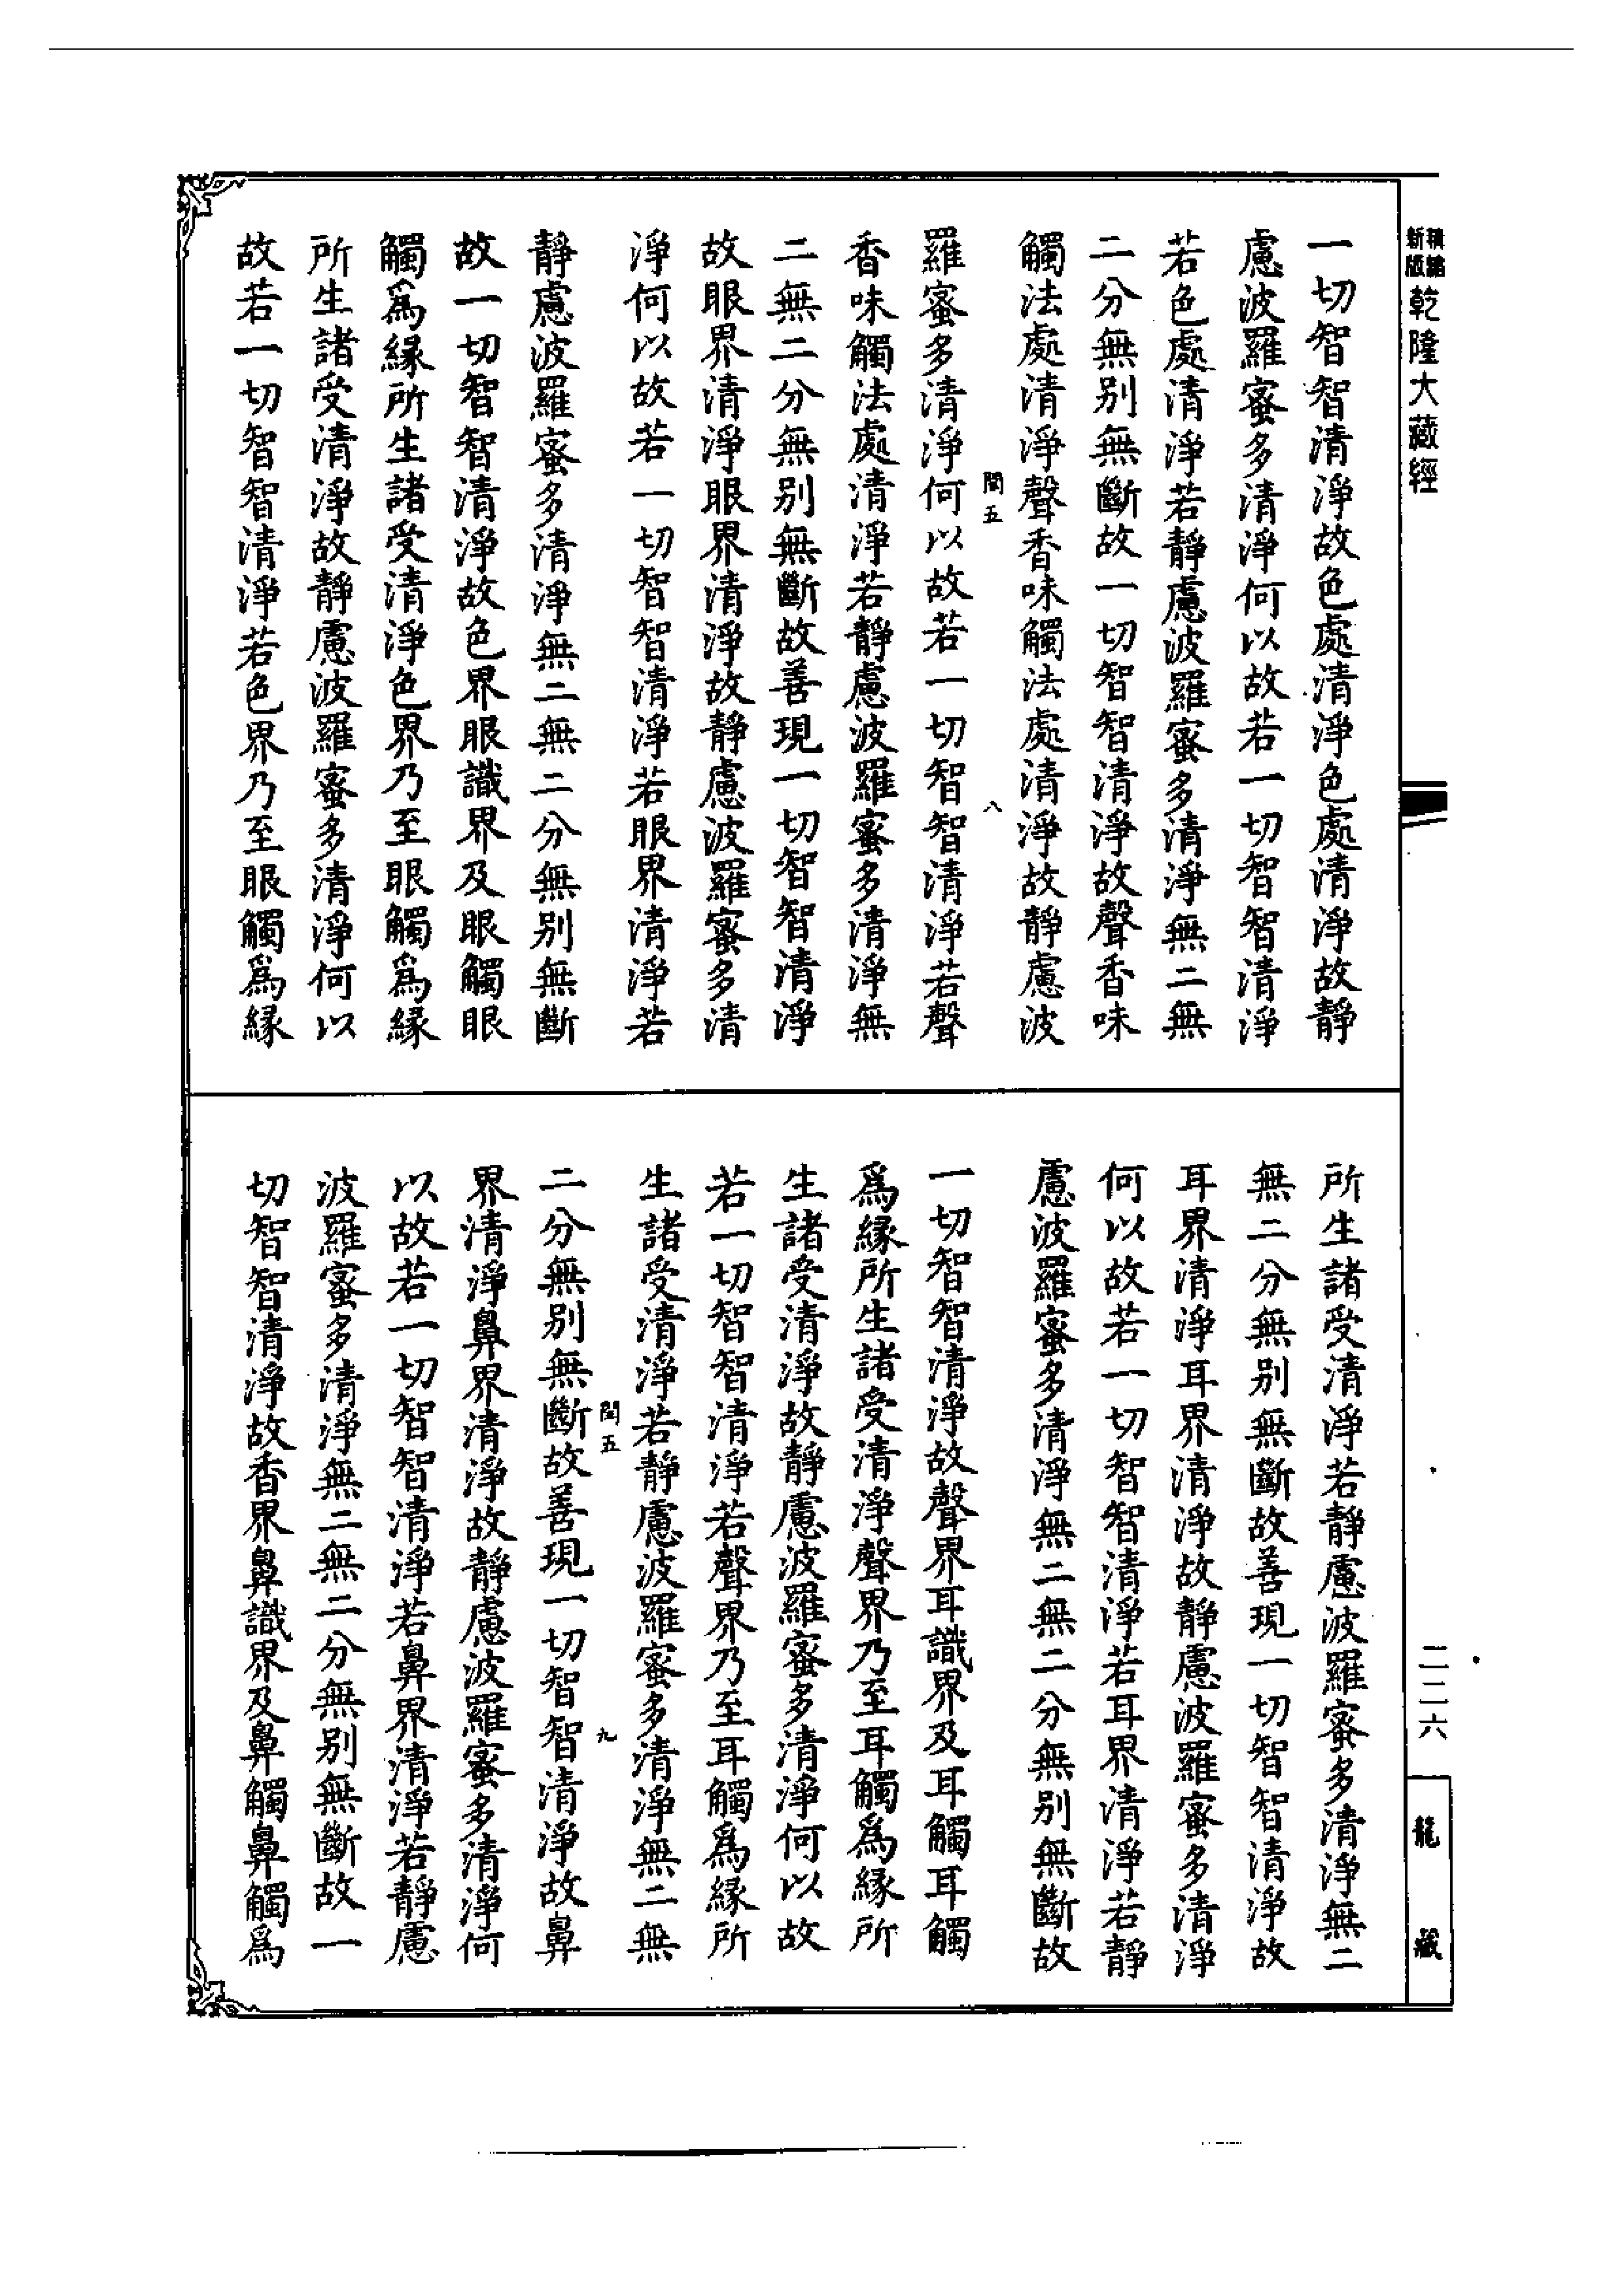 新版精縮乾隆大藏經
一切智智清淨故色處清淨色處清淨故靜
慮波羅蜜多清淨何以故若一切智智清淨
若色處清淨若靜慮波羅蜜多清淨無二無
二分無别無斷故一切智智清淨故聲香味
觸法處清淨聲香味觸法處清淨故靜慮波
閏五 八
羅蜜多清淨何以故若一切智智清淨若聲
香味觸法處清淨若靜慮波羅蜜多清淨無
二無二分無别無斷故善現一切智智清淨
故眼界清淨眼界清淨故靜慮波羅蜜多清
淨何以故若一切智智清淨若眼界清淨若
靜慮波羅蜜多清淨無二無二分無别無斷
故一切智智清淨故色界眼識界及眼觸眼
觸爲緣所生諸受清淨色界乃至眼觸爲緣
所生諸受清淨故靜慮波羅蜜多清淨何以
故若一切智智清淨若色界乃至眼觸爲緣
所生諸受清淨若靜慮波羅蜜多清淨無二
無二分無别無斷故善現一切智智清淨故
耳界清淨耳界清淨故靜慮波羅蜜多清淨
何以故若一切智智清淨若耳界清淨若靜
慮波羅蜜多清淨無二無二分無别無斷故
一切智智清淨故聲界耳識界及耳觸耳觸
爲緣所生諸受清淨聲界乃至耳觸爲緣所
生諸受清淨故靜慮波羅蜜多清淨何以故
若一切智智清淨若聲界乃至耳觸爲緣所
生諸受清淨若靜慮波羅蜜多清淨無二無
閏五 九
二分無别無斷故善現一切智智清淨故鼻
界清淨鼻界清淨故靜慮波羅蜜多清淨何
以故若一切智智清淨若鼻界清淨若靜慮
波羅蜜多清淨無二無二分無别無斷故一
切智智清淨故香界鼻識界及鼻觸鼻觸爲
二二六
龍藏